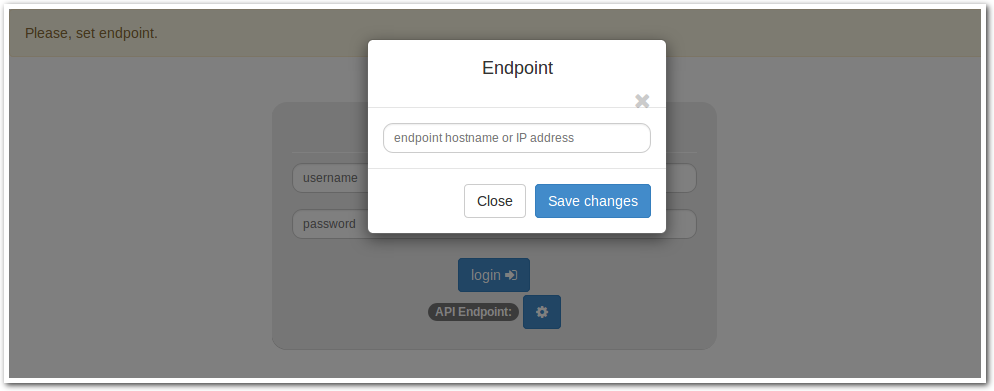 Please, set endpoint.
Endpoint
endpoint hostname or IP address
Close
Save changes
username
password
login
API Endpoint: